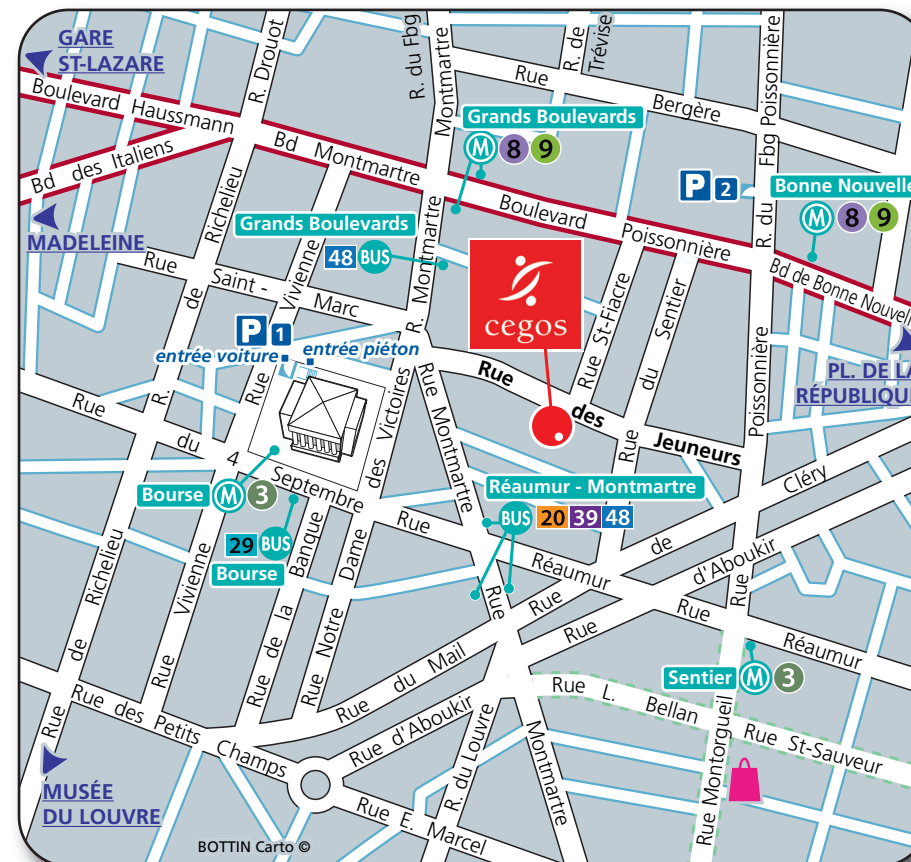 GARE
ST-LAZARE
R. Drouot
R. du Fbg
Montmartre
R. de
Trévise
Rue
Bergère
R. du Fbg Poissonnière
Boulevard Haussmann
Bd des Italiens
Bd Montmartre
Grands Boulevards
M 8 9
P 2
Bonne Nouvelle
M 8 9
Boulevard
Poissonnière
Bd de Bonne Nouvell
MADELEINE
Richelieu
Grands Boulevards
48 BUS
R. Montmartre
Rue
Saint-
Marc
Vivienne
cegos
Rue St-Fiacre
du Sentier
Rue
P 1
entrée voiture
entrée piéton
PL. DE LA
RÉPUBLIQUE
Poissonnière
Rue
des
Jeuneurs
Rue Montmartre
des Victoires
Rue
R.
de
Rue
du
4
Septembre
Bourse M 3
29 BUS
Bourse
Réaumur - Montmartre
BUS 20 39 48
Cléry
de
Rue
d'Aboukir
Rue
Rue
Réaumur
Rue
Réaumur
Rue
Rue de la Banque
Rue Notre Dame
Rue Vivienne
Rue de Richelieu
Rue
Sentier M 3
Rue L. Bellan
Rue St-Sauveur
Rue du Mail
Rue d'Aboukir
Rue des Petits Champs
R. du Louvre
Montmartre
Rue Montorgueil
Rue E. Marcel
MUSÉE
DU LOUVRE
BOTTIN Carto ©